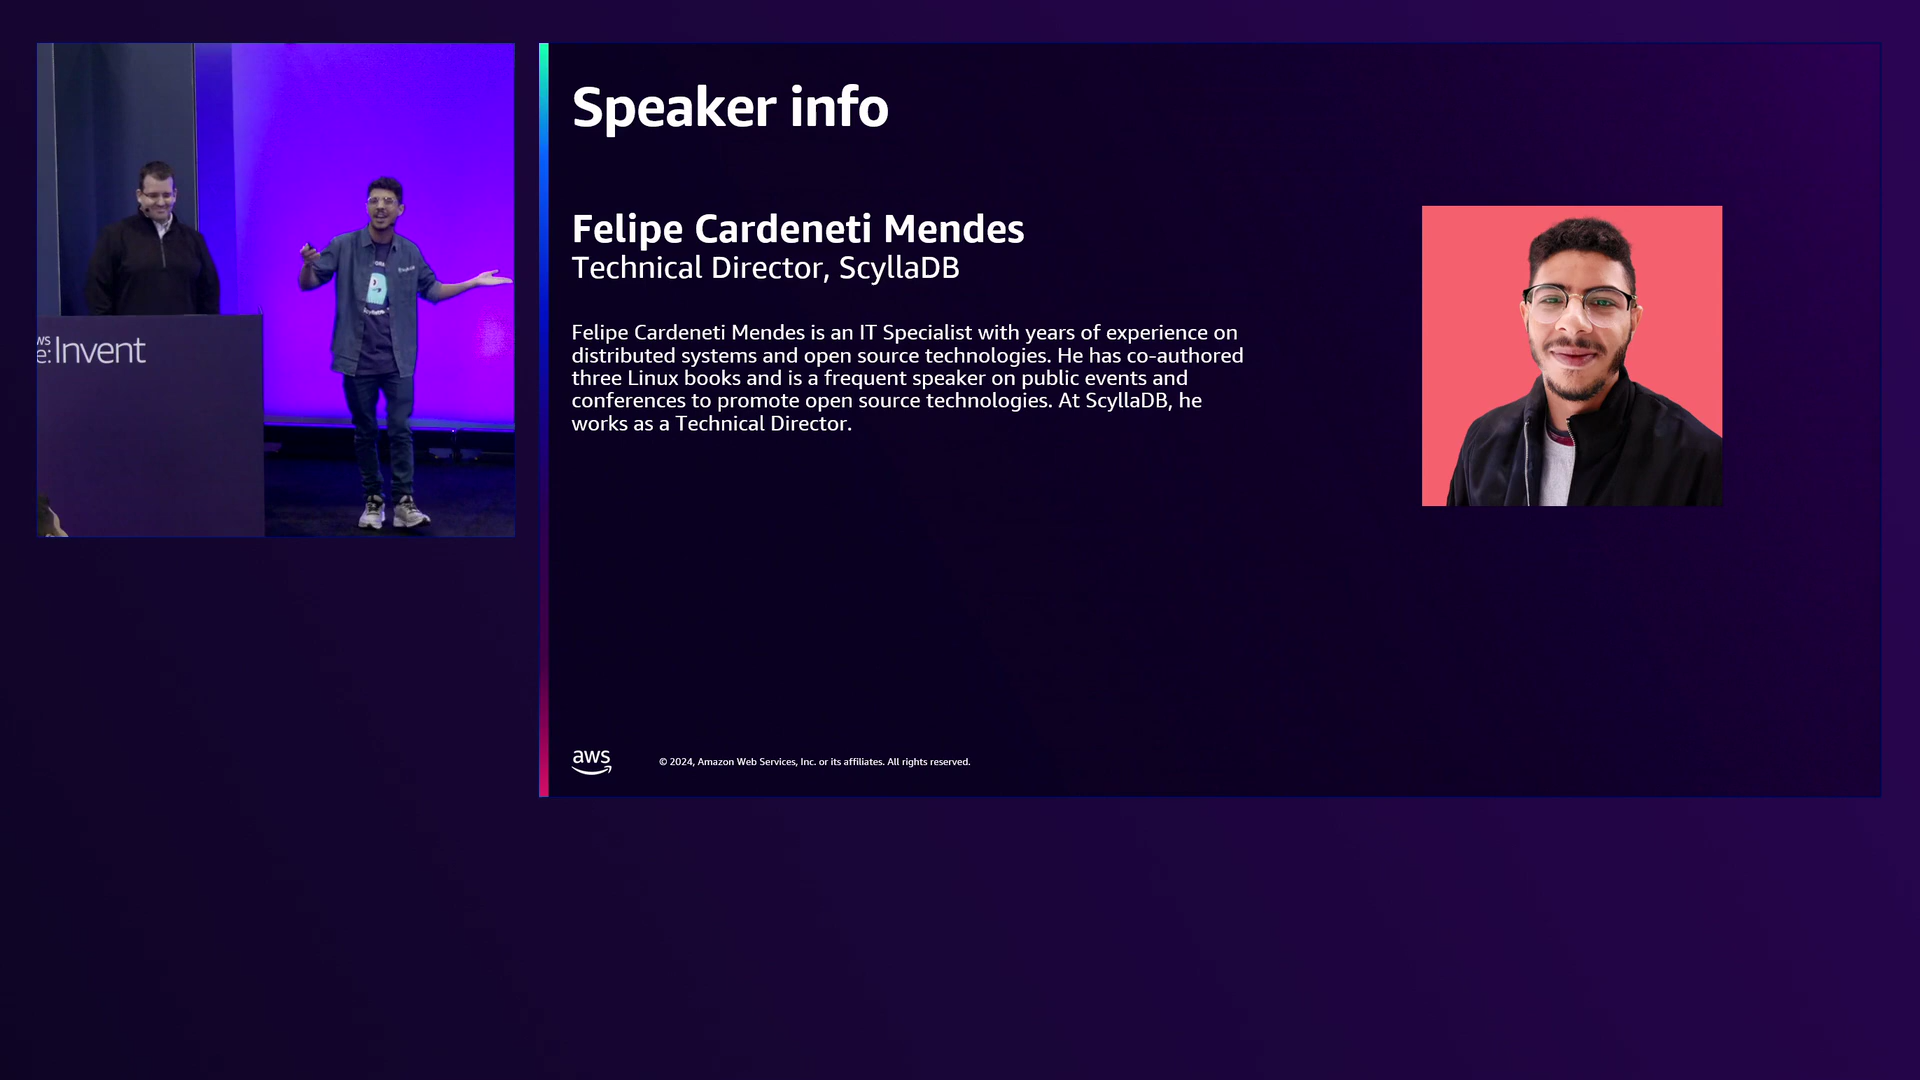 ws
e:Invent
Speaker info
Felipe Cardeneti Mendes
Technical Director, ScyllaDB
Felipe Cardeneti Mendes is an IT Specialist with years of experience on
distributed systems and open source technologies. He has co-authored
three Linux books and is a frequent speaker on public events and
conferences to promote open source technologies. At ScyllaDB, he
works as a Technical Director.
aws
© 2024, Amazon Web Services, Inc. or its affiliates. All rights reserved.